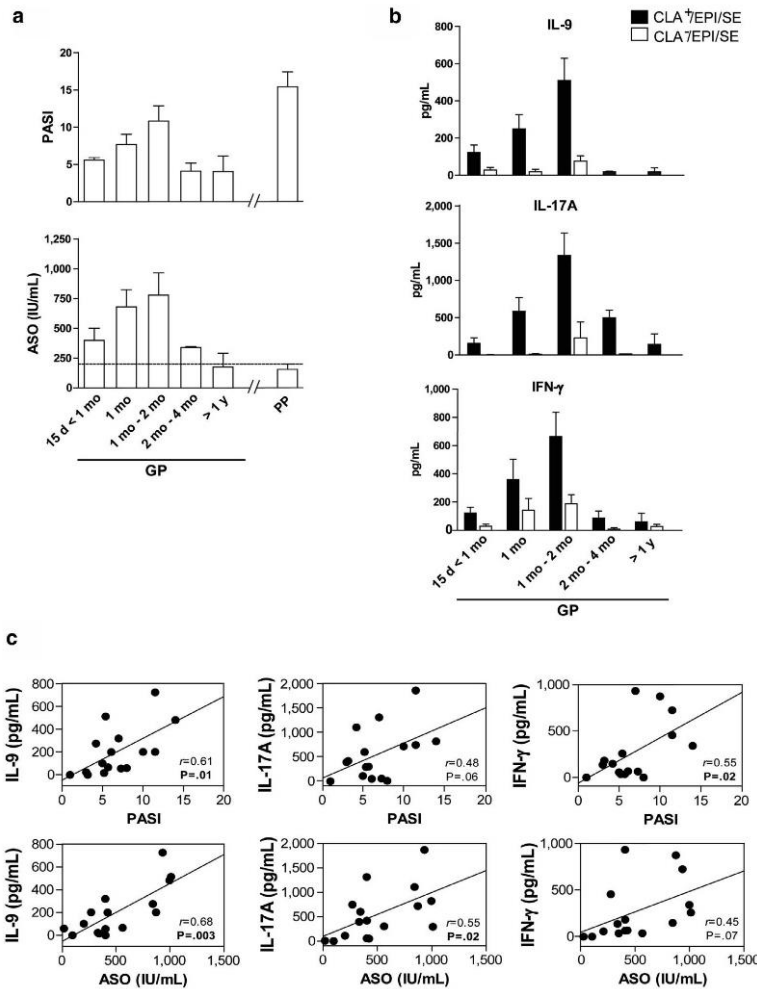 a
20
15
10
5
0
PASI
1,250
1,000
750
500
250
0
ASO (IU/mL)
15 d < 1 mo
1 mo
1 mo - 2 mo
2 mo - 4 mo
> 1 y
PP
GP
b
CLA+/EPI/SE
CLA-/EPI/SE
IL-9
800
600
400
200
0
pg/mL
IL-17A
2,000
1,500
1,000
500
0
pg/mL
IFN-γ
1,000
800
600
400
200
0
pg/mL
15 d < 1 mo
1 mo
1 mo - 2 mo
2 mo - 4 mo
> 1 y
GP
c
IL-9 (pg/mL)
800
600
400
200
0
r=0.61
P=.01
0 5 10 15 20
PASI
IL-17A (pg/mL)
2,000
1,500
1,000
500
0
r=0.48
P=.06
0 5 10 15 20
PASI
IFN-γ (pg/mL)
1,000
500
0
r=0.55
P=.02
0 5 10 15 20
PASI
IL-9 (pg/mL)
800
600
400
200
0
r=0.68
P=.003
0 500 1,000 1,500
ASO (IU/mL)
IL-17A (pg/mL)
2,000
1,500
1,000
500
0
r=0.55
P=.02
0 500 1,000 1,500
ASO (IU/mL)
IFN-γ (pg/mL)
1,000
500
0
r=0.45
P=.07
0 500 1,000 1,500
ASO (IU/mL)